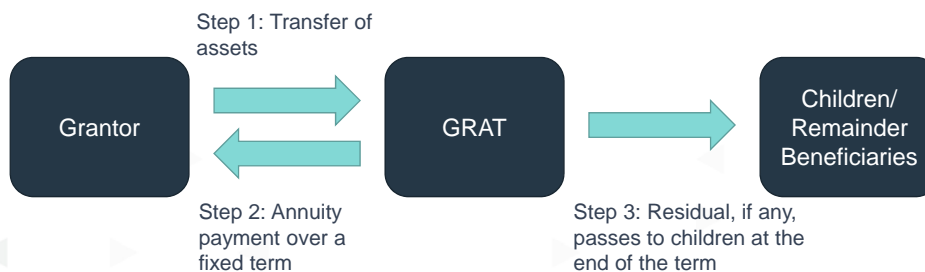 Step 1: Transfer of
assets
Grantor
GRAT
Children/
Remainder
Beneficiaries
Step 2: Annuity
payment over a
fixed term
Step 3: Residual, if any,
passes to children at the
end of the term